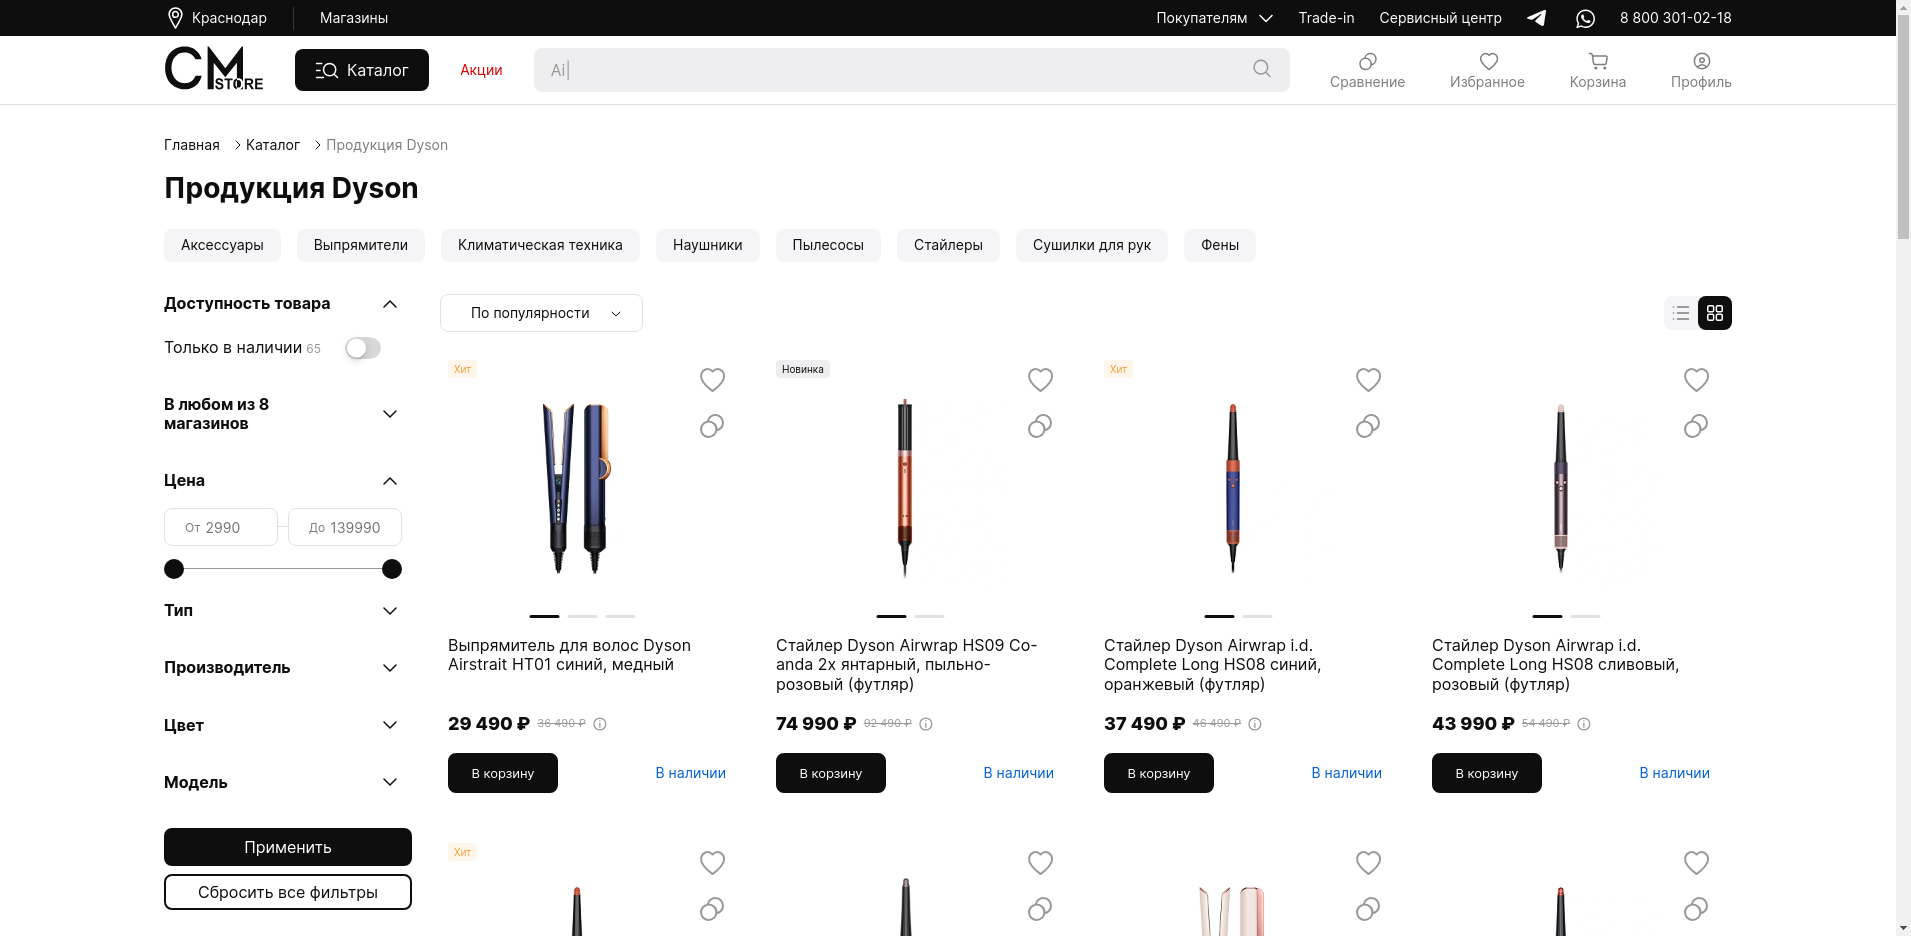 Краснодар
Магазины
Покупателям
Trade-in
Сервисный центр
8 800 301-02-18
CM STORE
Каталог
Акции
Ai|
Сравнение
Избранное
Корзина
Профиль
Главная
Каталог
Продукция Dyson
Продукция Dyson
Аксессуары
Выпрямители
Климатическая техника
Наушники
Пылесосы
Стайлеры
Сушилки для рук
Фены
Доступность товара
Только в наличии 65
В любом из 8
магазинов
Цена
От 2990
До 139990
Тип
Производитель
Цвет
Модель
Применить
Сбросить все фильтры
По популярности
Хит
Выпрямитель для волос Dyson
Airstrait HT01 синий, медный
29 490 ₽ 36 490 ₽
В корзину
В наличии
Новинка
Стайлер Dyson Airwrap HS09 Co-
anda 2x янтарный, пыльно-
розовый (футляр)
74 990 ₽ 92 490 ₽
В корзину
В наличии
Хит
Стайлер Dyson Airwrap i.d.
Complete Long HS08 синий,
оранжевый (футляр)
37 490 ₽ 46 490 ₽
В корзину
В наличии
Стайлер Dyson Airwrap i.d.
Complete Long HS08 сливовый,
розовый (футляр)
43 990 ₽ 54 490 ₽
В корзину
В наличии
Хит